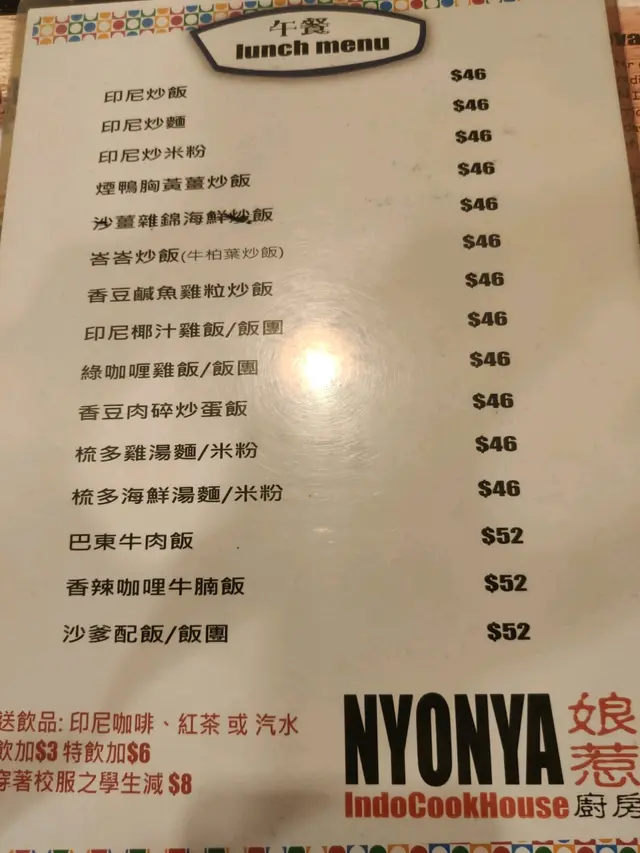 午餐
lunch menu
印尼炒飯 $46
印尼炒麵 $46
印尼炒米粉 $46
煙鴨胸黃薑炒飯 $46
沙薑雜錦海鮮炒飯 $46
峇峇炒飯(牛柏葉炒飯) $46
香豆鹹魚雞粒炒飯 $46
印尼椰汁雞飯/飯團 $46
綠咖喱雞飯/飯團 $46
香豆肉碎炒蛋飯 $46
梳多雞湯麵/米粉 $46
梳多海鮮湯麵/米粉 $46
巴東牛肉飯 $52
香辣咖哩牛腩飯 $52
沙爹配飯/飯團 $52
送飲品: 印尼咖啡、紅茶 或 汽水
飲加$3 特飲加$6
穿著校服之學生減 $8
NYONYA 娘惹
IndoCookHouse 廚房